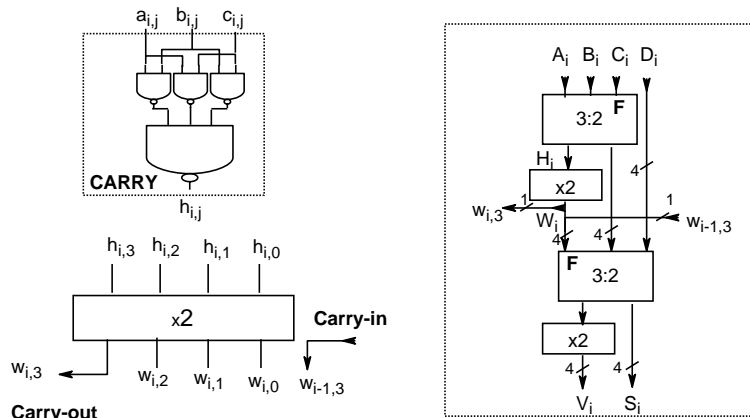 a_{i,j} b_{i,j} c_{i,j}
CARRY
h_{i,j}
h_{i,3} h_{i,2} h_{i,1} h_{i,0}
x2
Carry-in
w_{i,3} w_{i,2} w_{i,1} w_{i,0} w_{i-1,3}
Carry-out
A_i B_i C_i D_i
F
3:2
H_i
x2
4
1 1
w_{i,3} W_i w_{i-1,3}
4 4
F
3:2
x2
4 4
V_i S_i